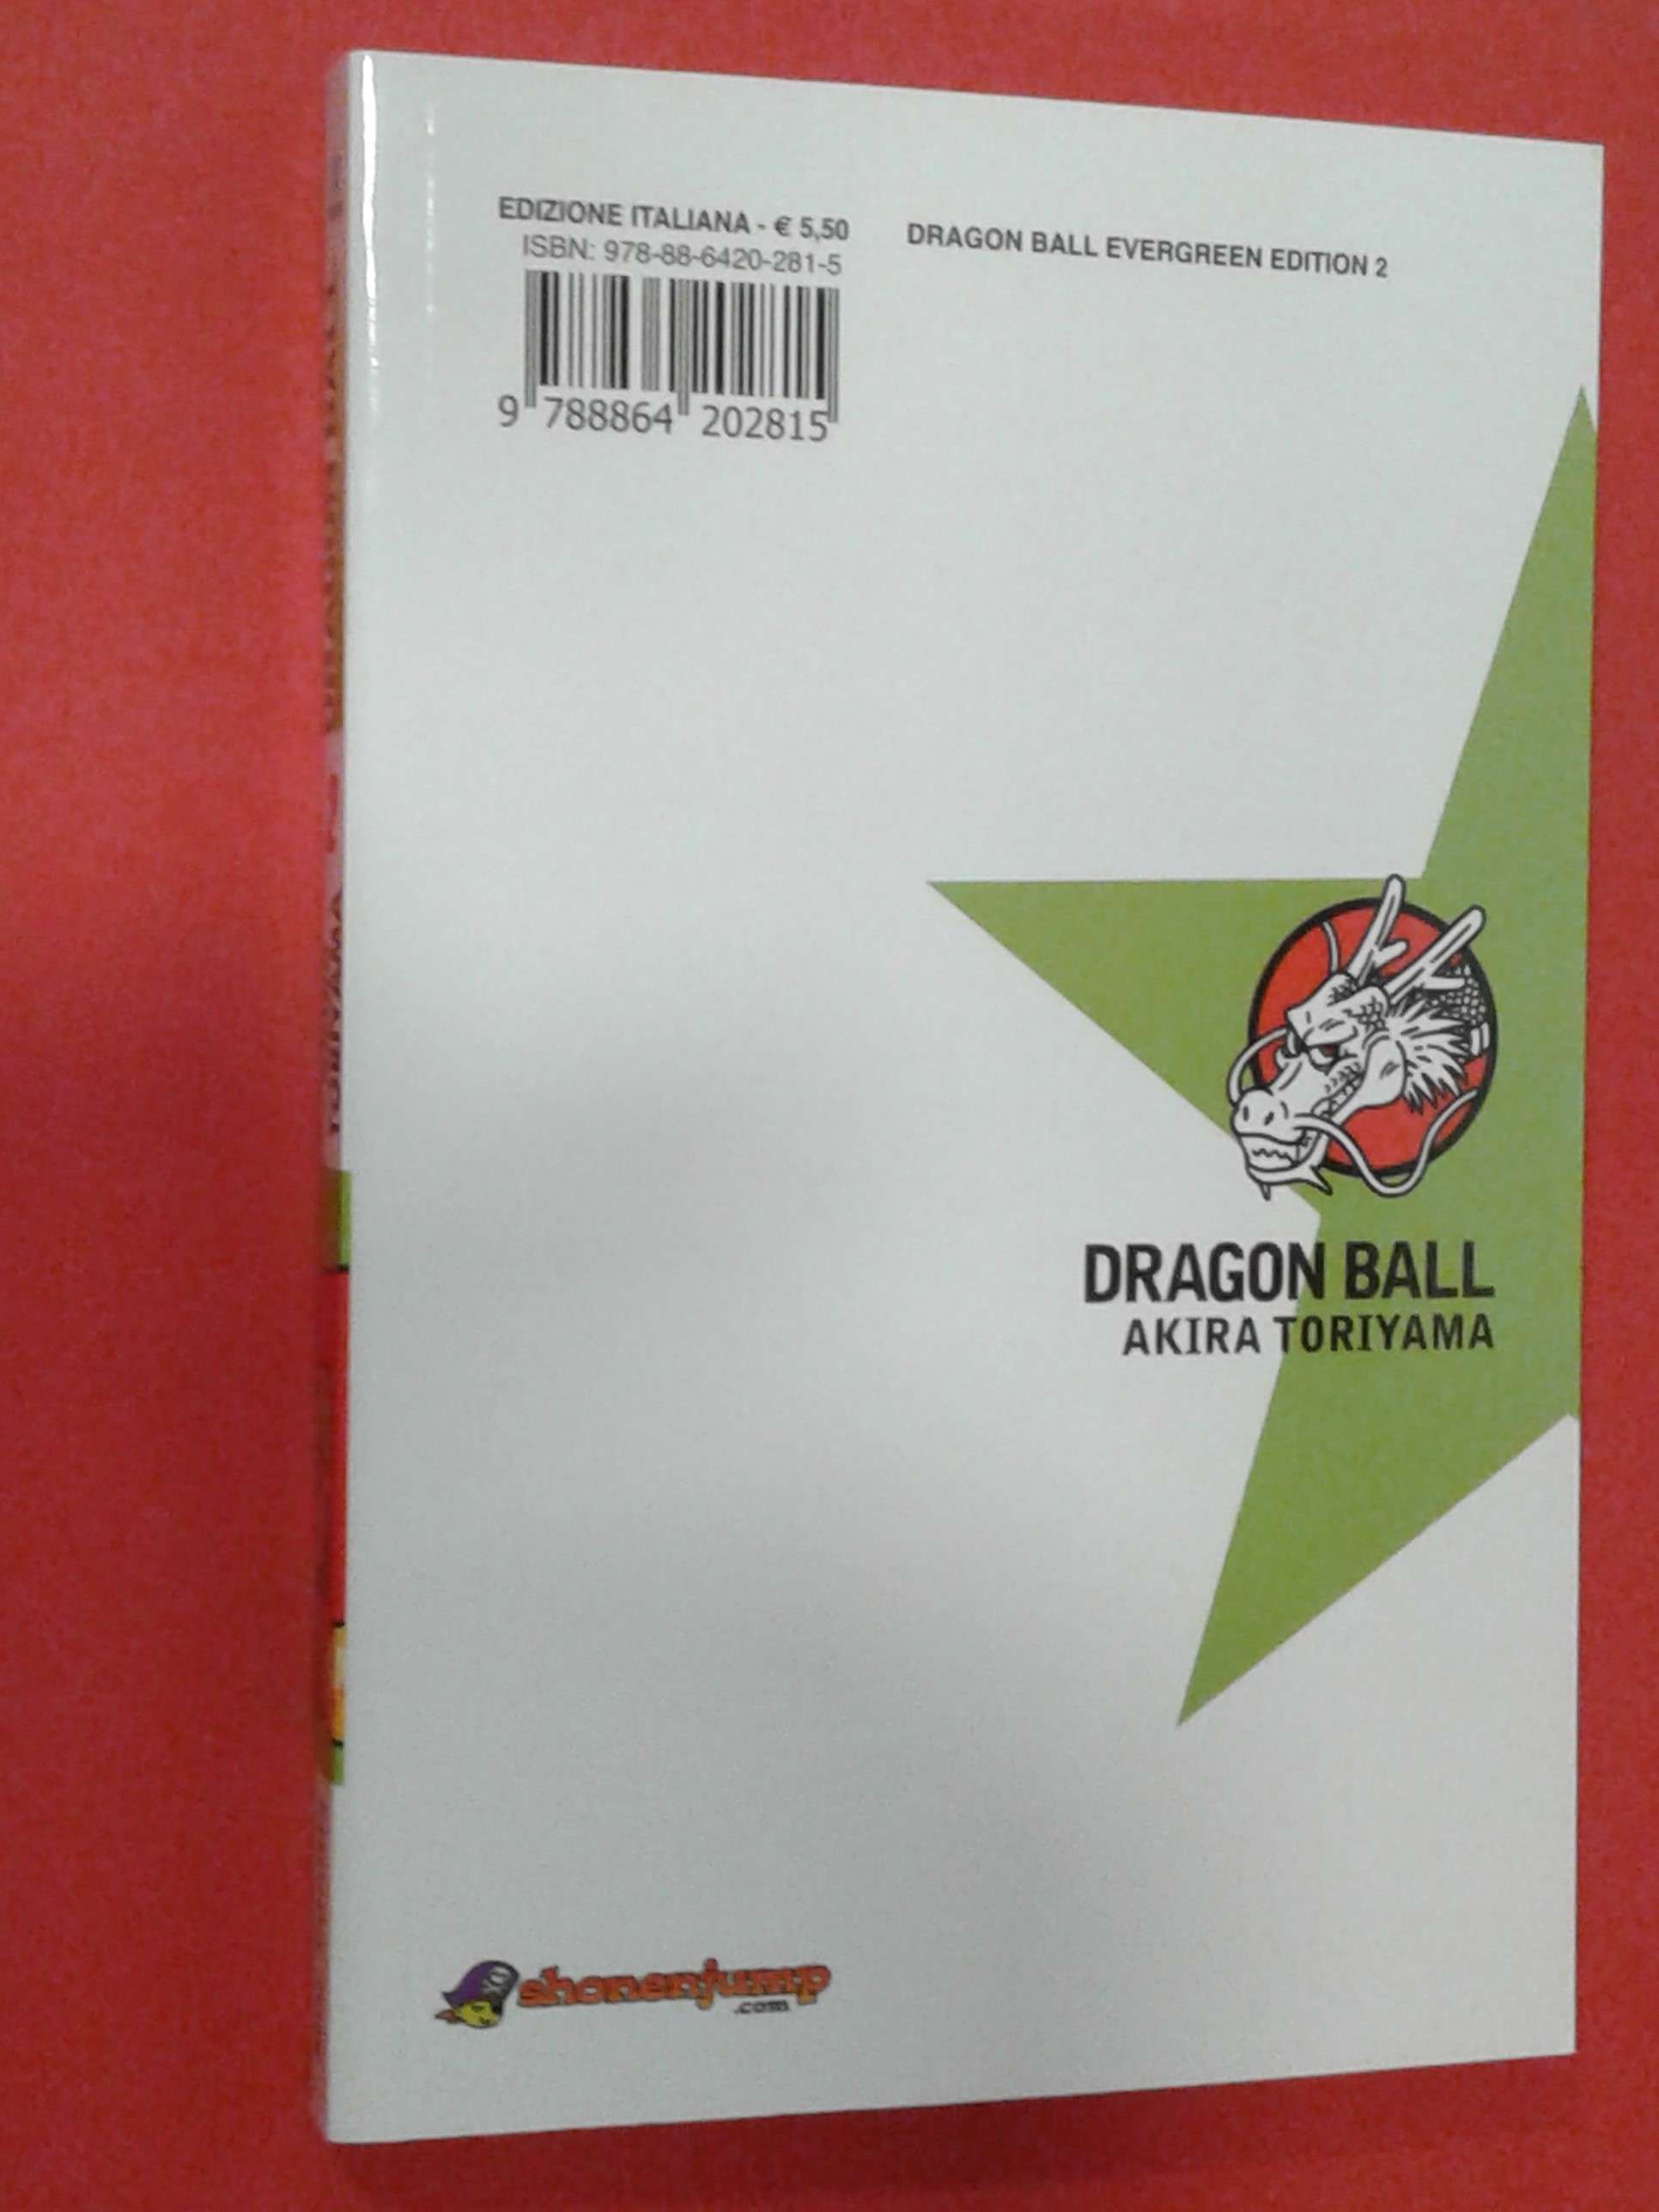 EDIZIONE ITALIANA - € 5,50
ISBN: 978-88-6420-281-5
9 788864 202815
DRAGON BALL EVERGREEN EDITION 2
DRAGON BALL
AKIRA TORIYAMA
shonenjump
.com